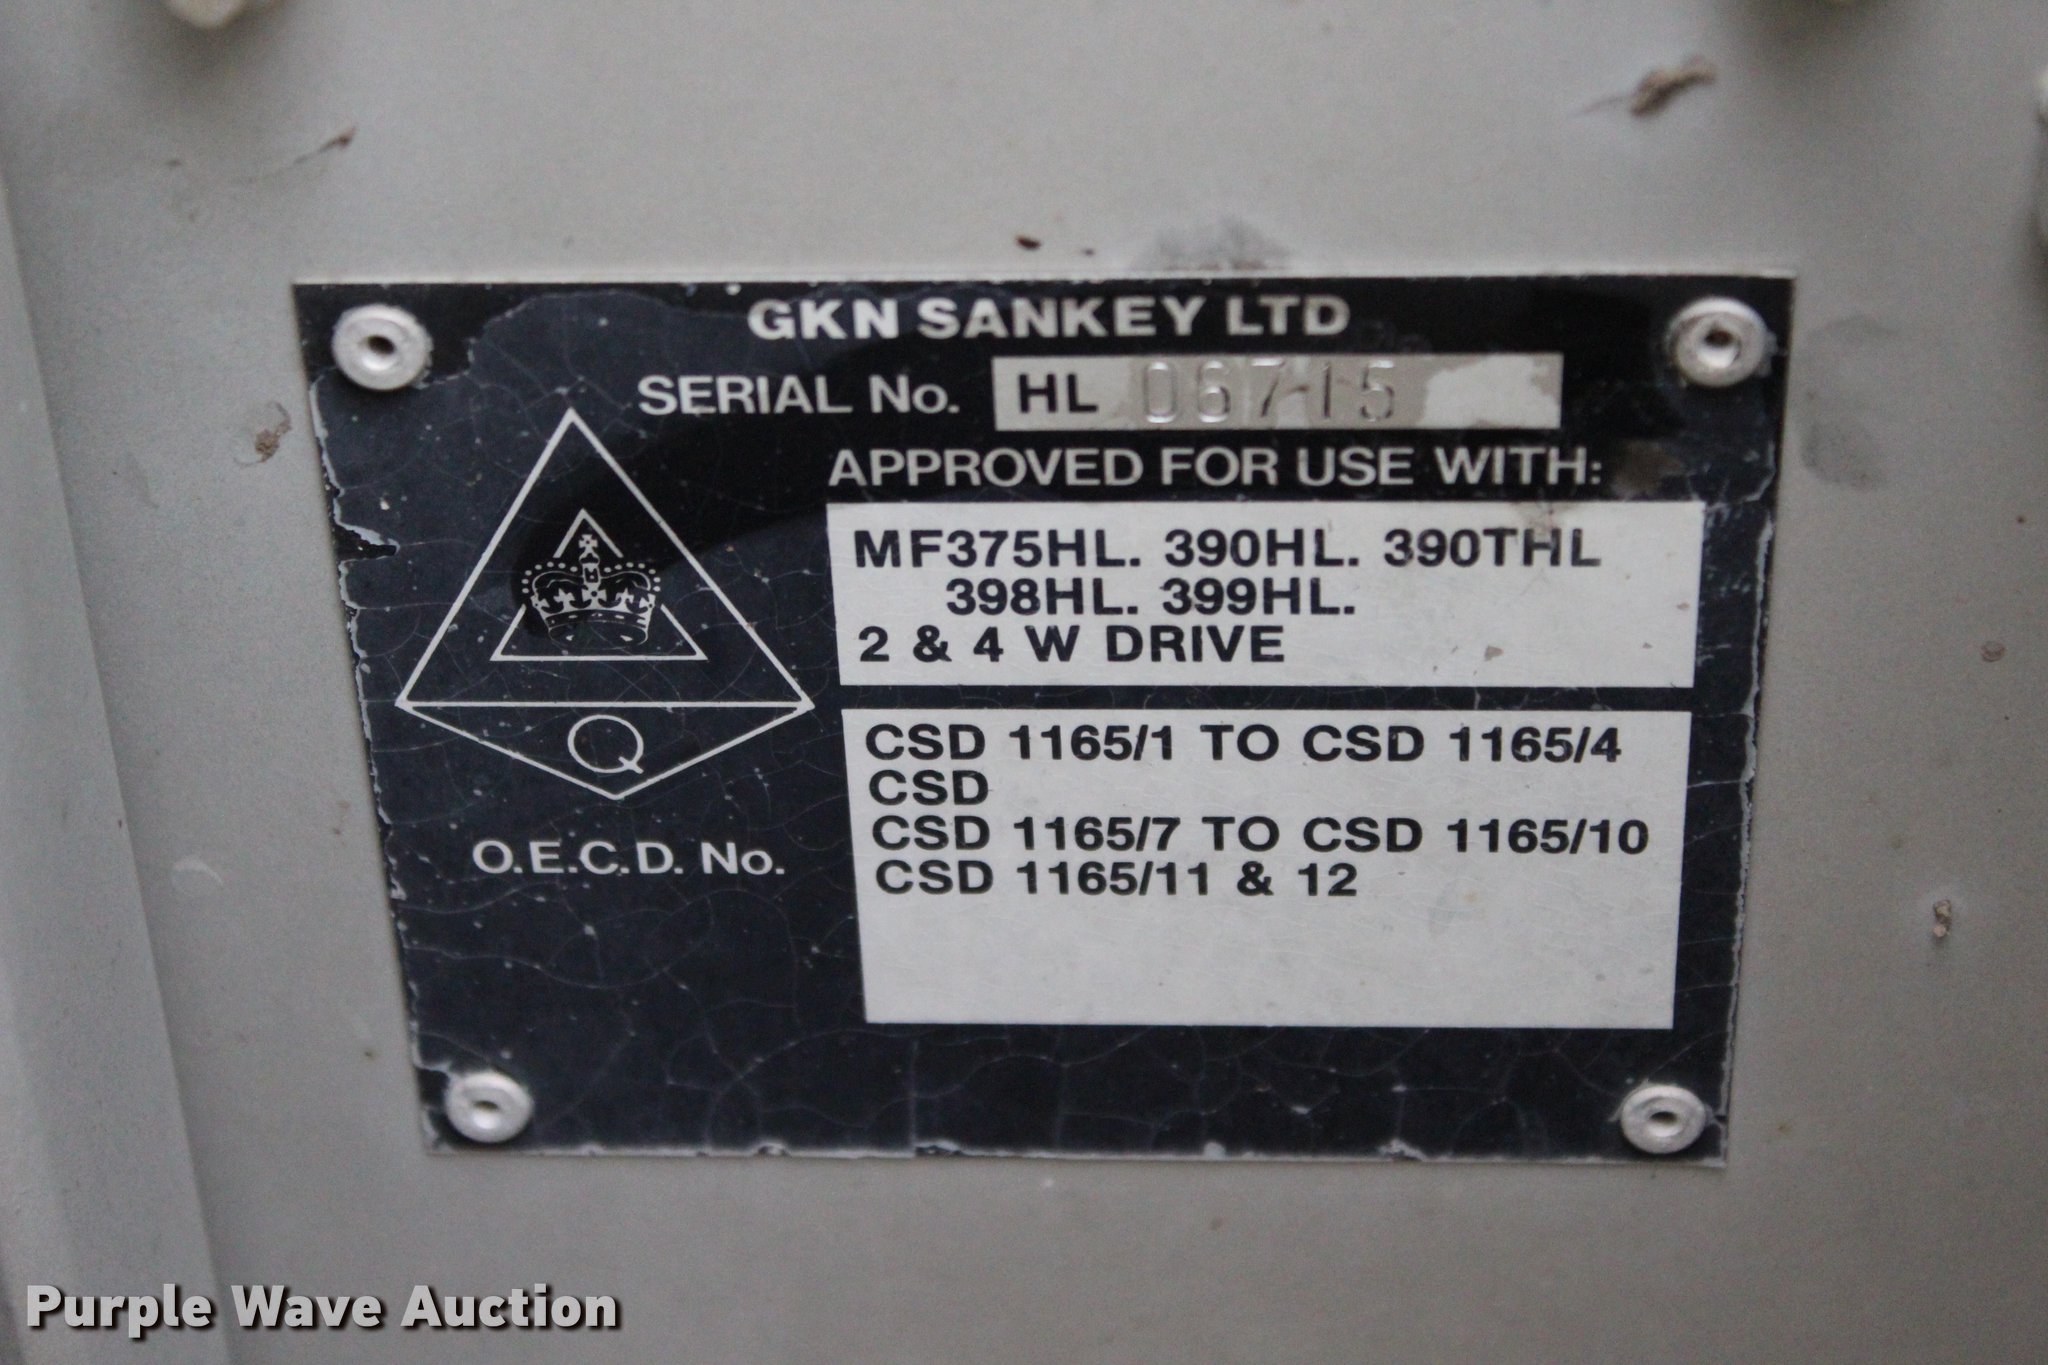 GKN SANKEY LTD
SERIAL No. HL 06715
APPROVED FOR USE WITH:
MF375HL. 390HL. 390THL
398HL. 399HL.
2 & 4 W DRIVE
Q
O.E.C.D. No.
CSD 1165/1 TO CSD 1165/4
CSD
CSD 1165/7 TO CSD 1165/10
CSD 1165/11 & 12
Purple Wave Auction